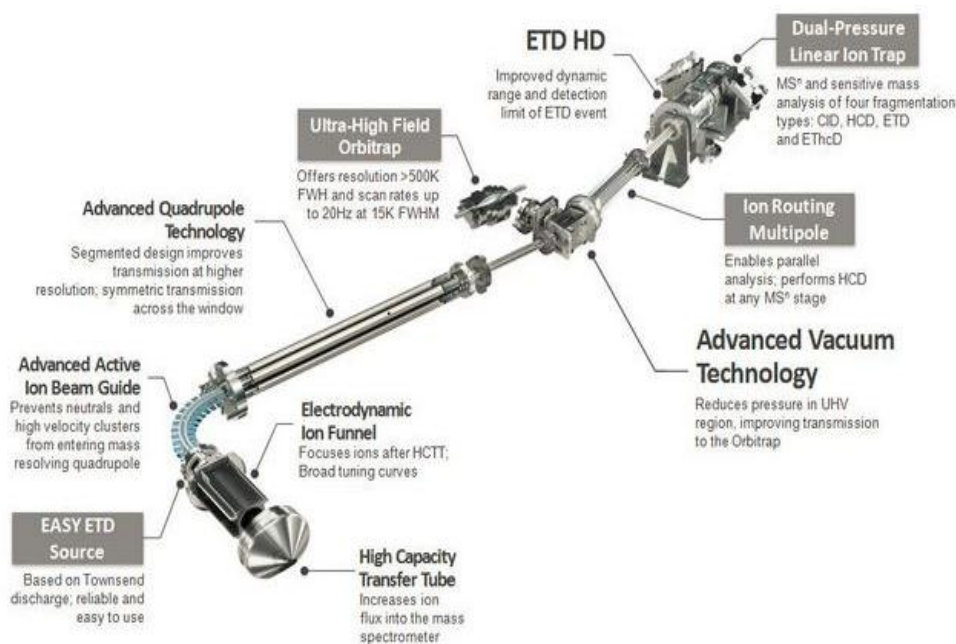 ETD HD
Improved dynamic
range and detection
limit of ETD event
Dual-Pressure
Linear Ion Trap
MSⁿ and sensitive mass
analysis of four fragmentation
types: CID, HCD, ETD
and EThcD
Ultra-High Field
Orbitrap
Offers resolution >500K
FWH and scan rates up
to 20Hz at 15K FWHM
Advanced Quadrupole
Technology
Segmented design improves
transmission at higher
resolution; symmetric transmission
across the window
Ion Routing
Multipole
Enables parallel
analysis; performs HCD
at any MSⁿ stage
Advanced Vacuum
Technology
Reduces pressure in UHV
region, improving transmission
to the Orbitrap
Advanced Active
Ion Beam Guide
Prevents neutrals and
high velocity clusters
from entering mass
resolving quadrupole
Electrodynamic
Ion Funnel
Focuses ions after HCTT;
Broad tuning curves
EASY ETD
Source
Based on Townsend
discharge; reliable and
easy to use
High Capacity
Transfer Tube
Increases ion
flux into the mass
spectrometer